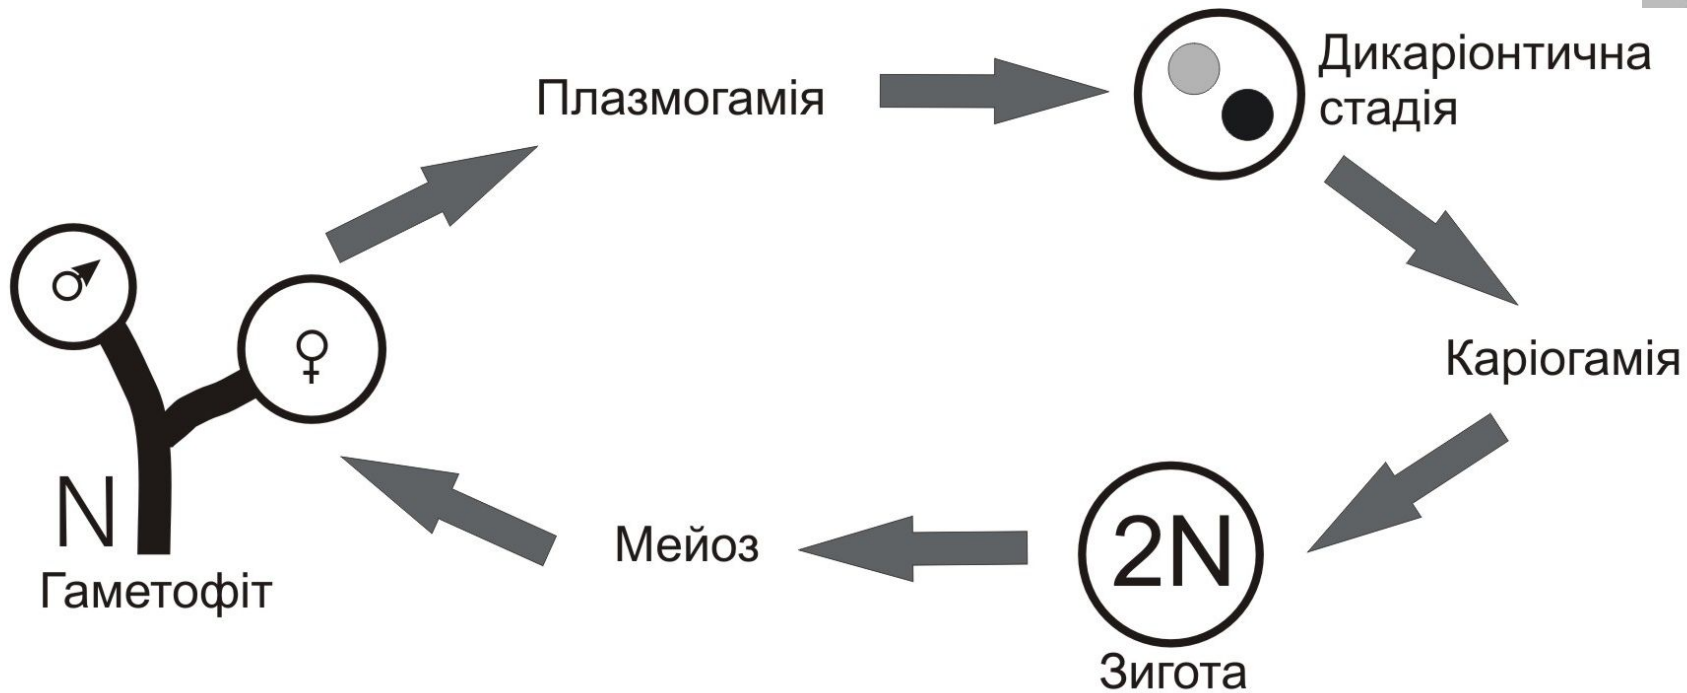 Плазмогамія
Дикаріонтична
стадія
Каріогамія
2N
Зигота
Мейоз
N
Гаметофіт